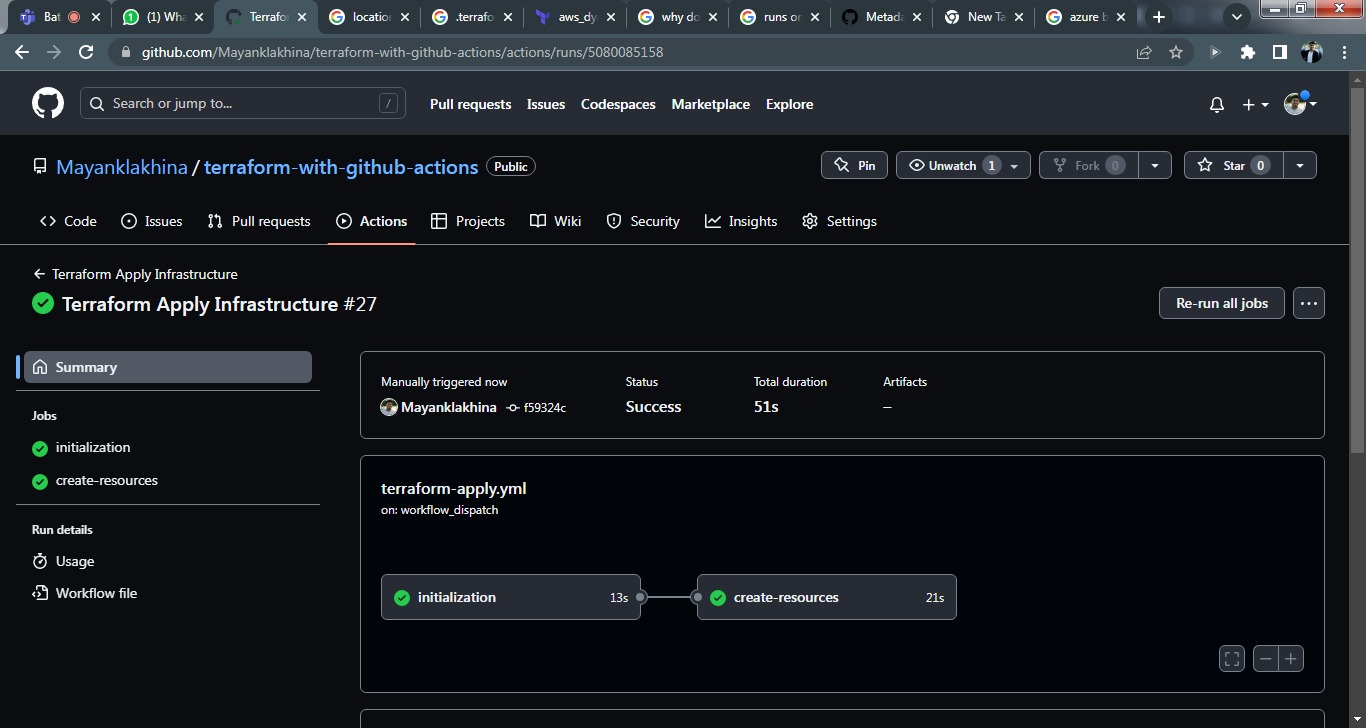 Bat
(1) Wha
Terrafor
location
.terrafo
aws_dy
why do
runs on
Metada
New Ta
azure b
github.com/Mayanklakhina/terraform-with-github-actions/actions/runs/5080085158
Search or jump to...
/
Pull requests
Issues
Codespaces
Marketplace
Explore
Mayanklakhina / terraform-with-github-actions
Public
Pin
Unwatch 1
Fork 0
Star 0
Code
Issues
Pull requests
Actions
Projects
Wiki
Security
Insights
Settings
Terraform Apply Infrastructure
Terraform Apply Infrastructure #27
Re-run all jobs
Summary
Jobs
initialization
create-resources
Run details
Usage
Workflow file
Manually triggered now
Mayanklakhina f59324c
Status
Success
Total duration
51s
Artifacts
–
terraform-apply.yml
on: workflow_dispatch
initialization 13s
create-resources 21s